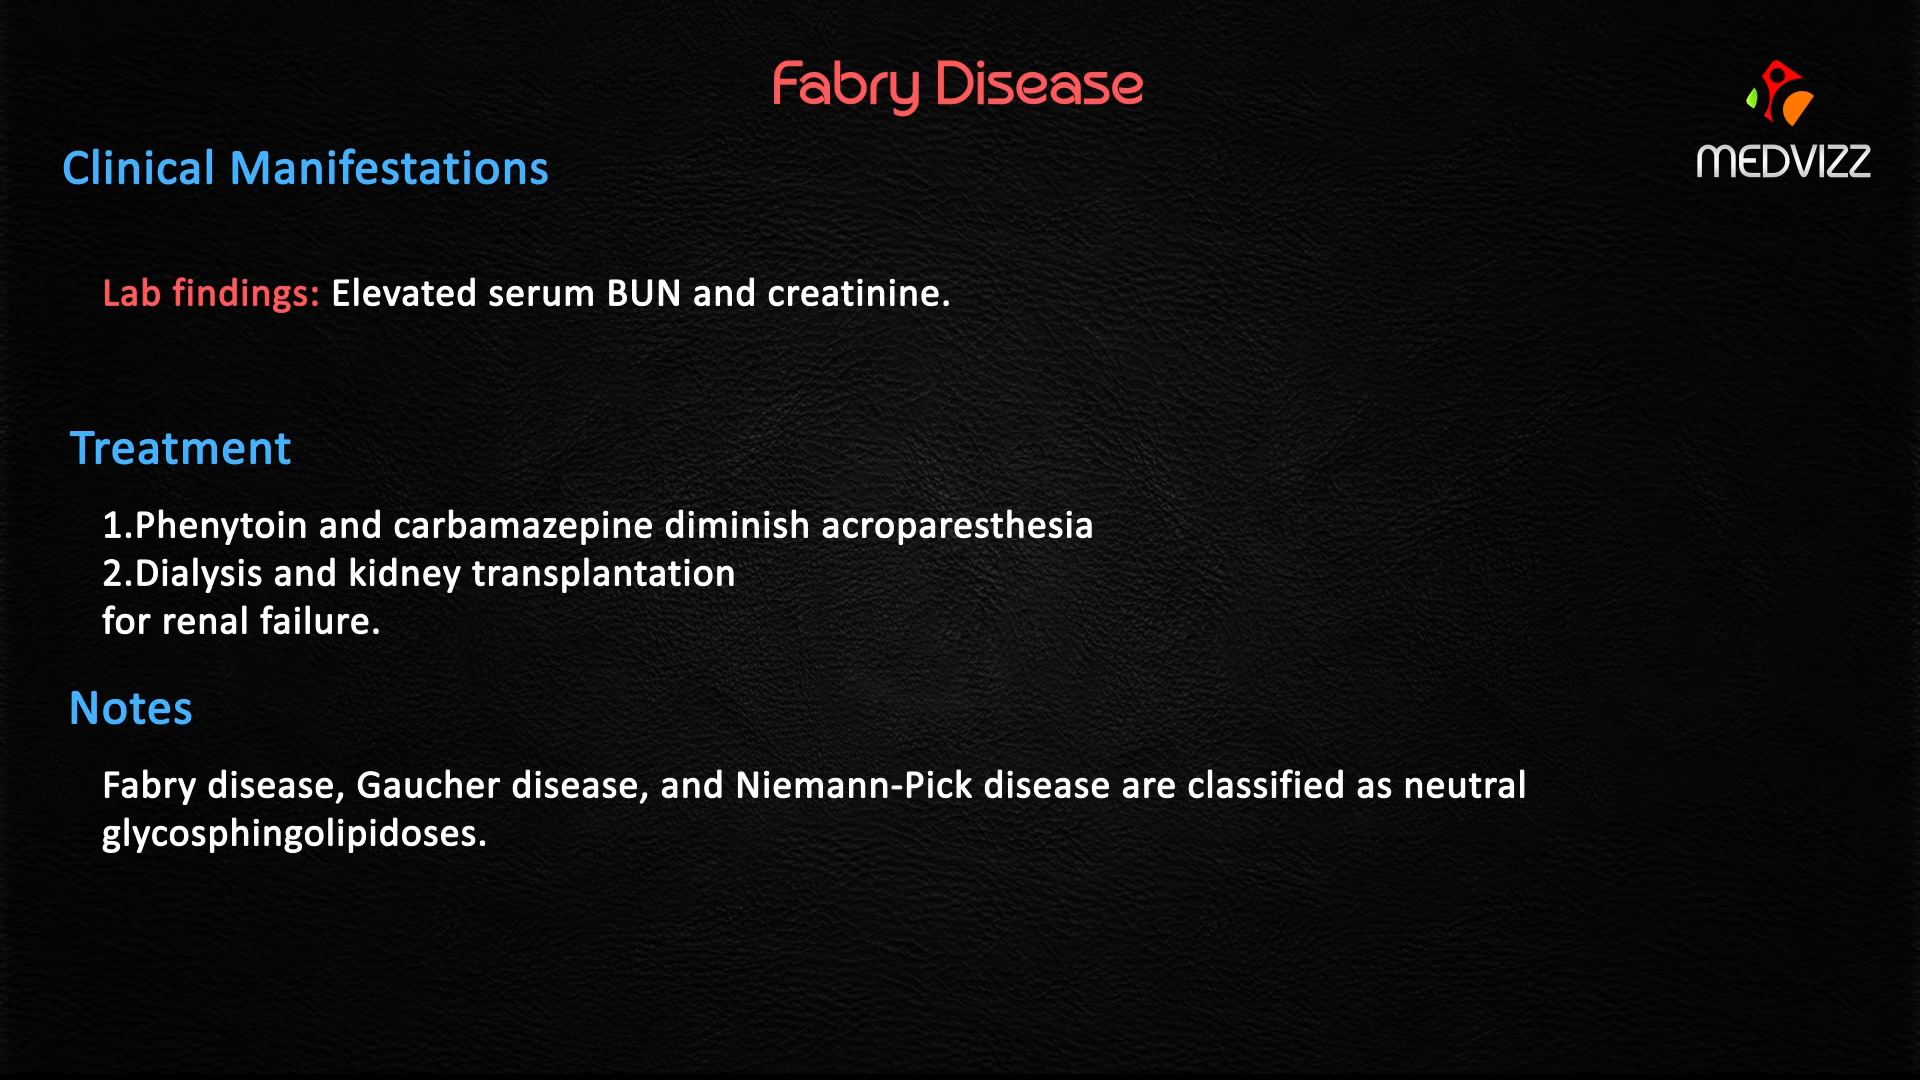 Fabry Disease
MEDVIZZ
Clinical Manifestations
Lab findings: Elevated serum BUN and creatinine.
Treatment
1.Phenytoin and carbamazepine diminish acroparesthesia
2.Dialysis and kidney transplantation
for renal failure.
Notes
Fabry disease, Gaucher disease, and Niemann-Pick disease are classified as neutral
glycosphingolipidoses.